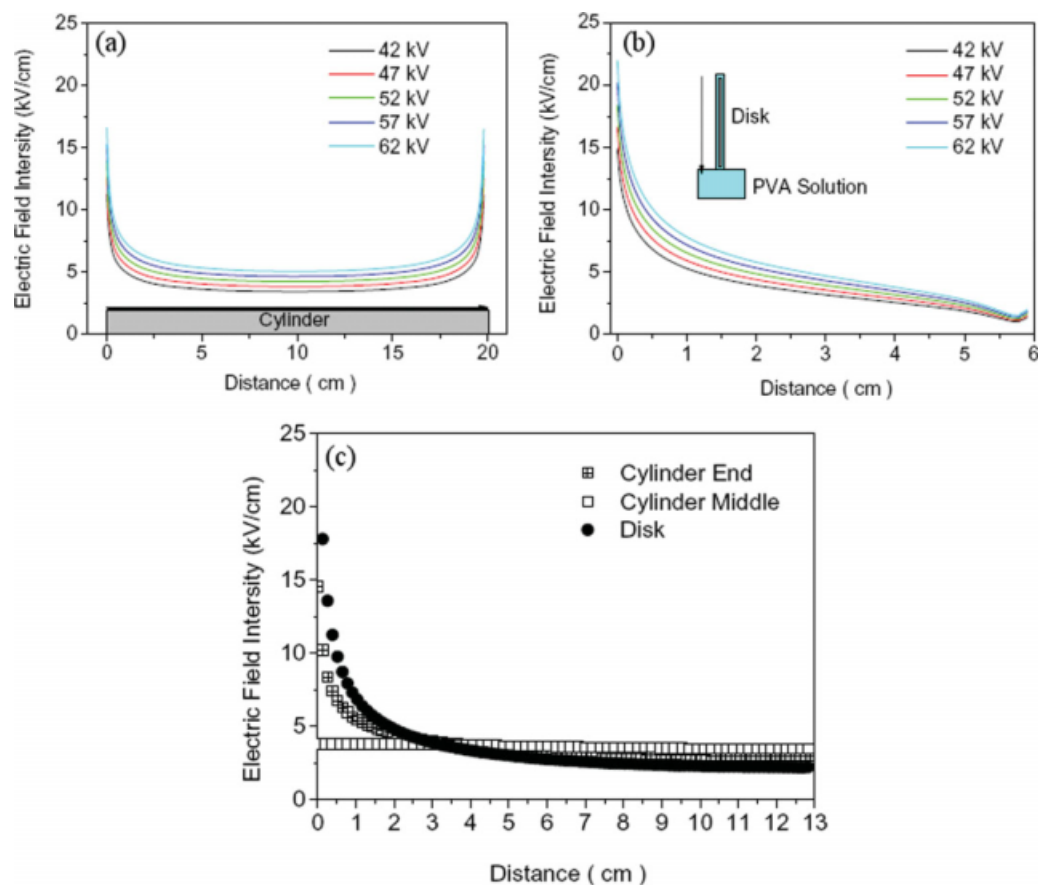 (a)
42 kV
47 kV
52 kV
57 kV
62 kV
Cylinder
Electric Field Intensity (kV/cm)
0
5
10
15
20
25
0
5
10
15
20
Distance ( cm )
(b)
42 kV
47 kV
52 kV
57 kV
62 kV
Disk
PVA Solution
Electric Field Intensity (kV/cm)
0
5
10
15
20
25
0
1
2
3
4
5
6
Distance ( cm )
(c)
Cylinder End
Cylinder Middle
Disk
Electric Field Intersity (kV/cm)
0
5
10
15
20
25
0
1
2
3
4
5
6
7
8
9
10
11
12
13
Distance ( cm )